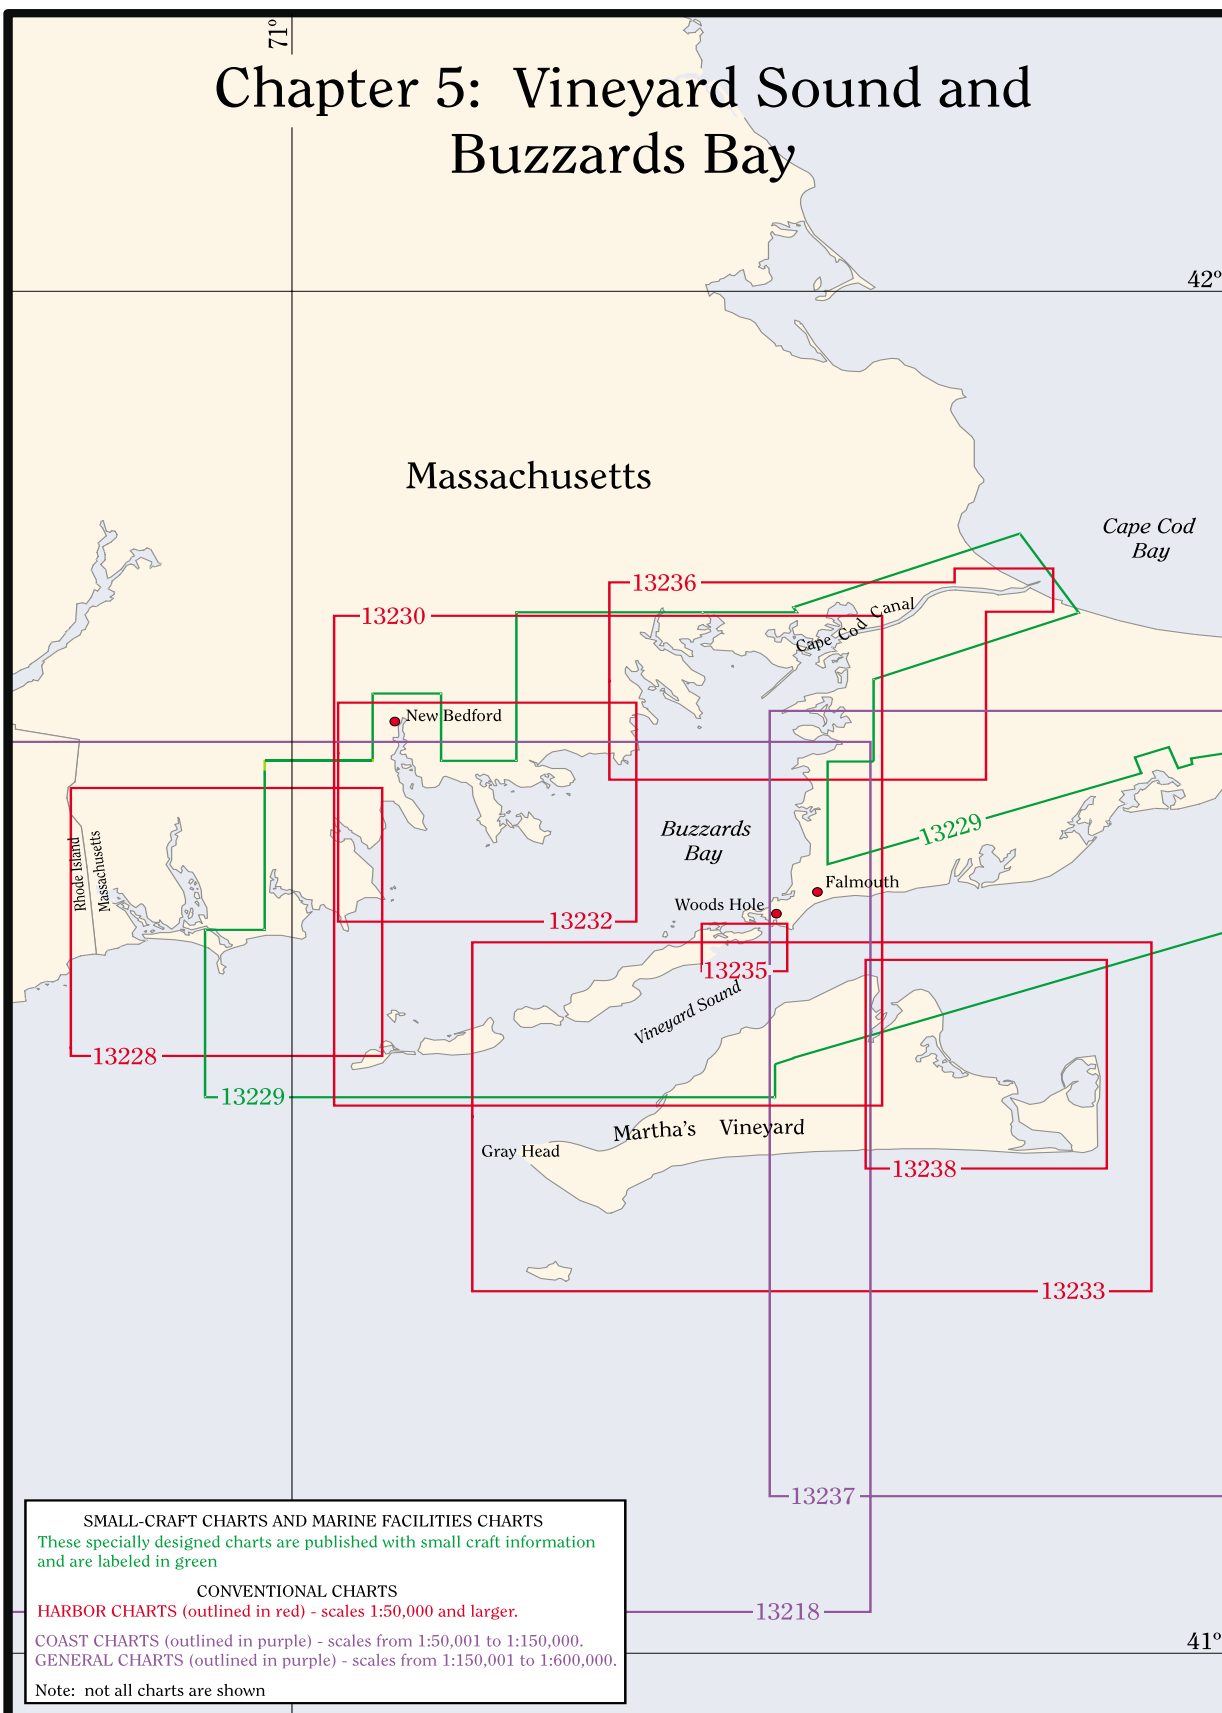 71º
Chapter 5: Vineyard Sound and
Buzzards Bay
42º
Massachusetts
Cape Cod
Bay
13236
13230
Cape Cod Canal
New Bedford
Buzzards
Bay
13229
Rhode Island
Massachusetts
Falmouth
Woods Hole
13232
13235
Vineyard Sound
13228
13229
Martha's Vineyard
Gray Head
13238
13233
13237
SMALL-CRAFT CHARTS AND MARINE FACILITIES CHARTS
These specially designed charts are published with small craft information
and are labeled in green
CONVENTIONAL CHARTS
HARBOR CHARTS (outlined in red) - scales 1:50,000 and larger.
13218
COAST CHARTS (outlined in purple) - scales from 1:50,001 to 1:150,000.
41º
GENERAL CHARTS (outlined in purple) - scales from 1:150,001 to 1:600,000.
Note: not all charts are shown